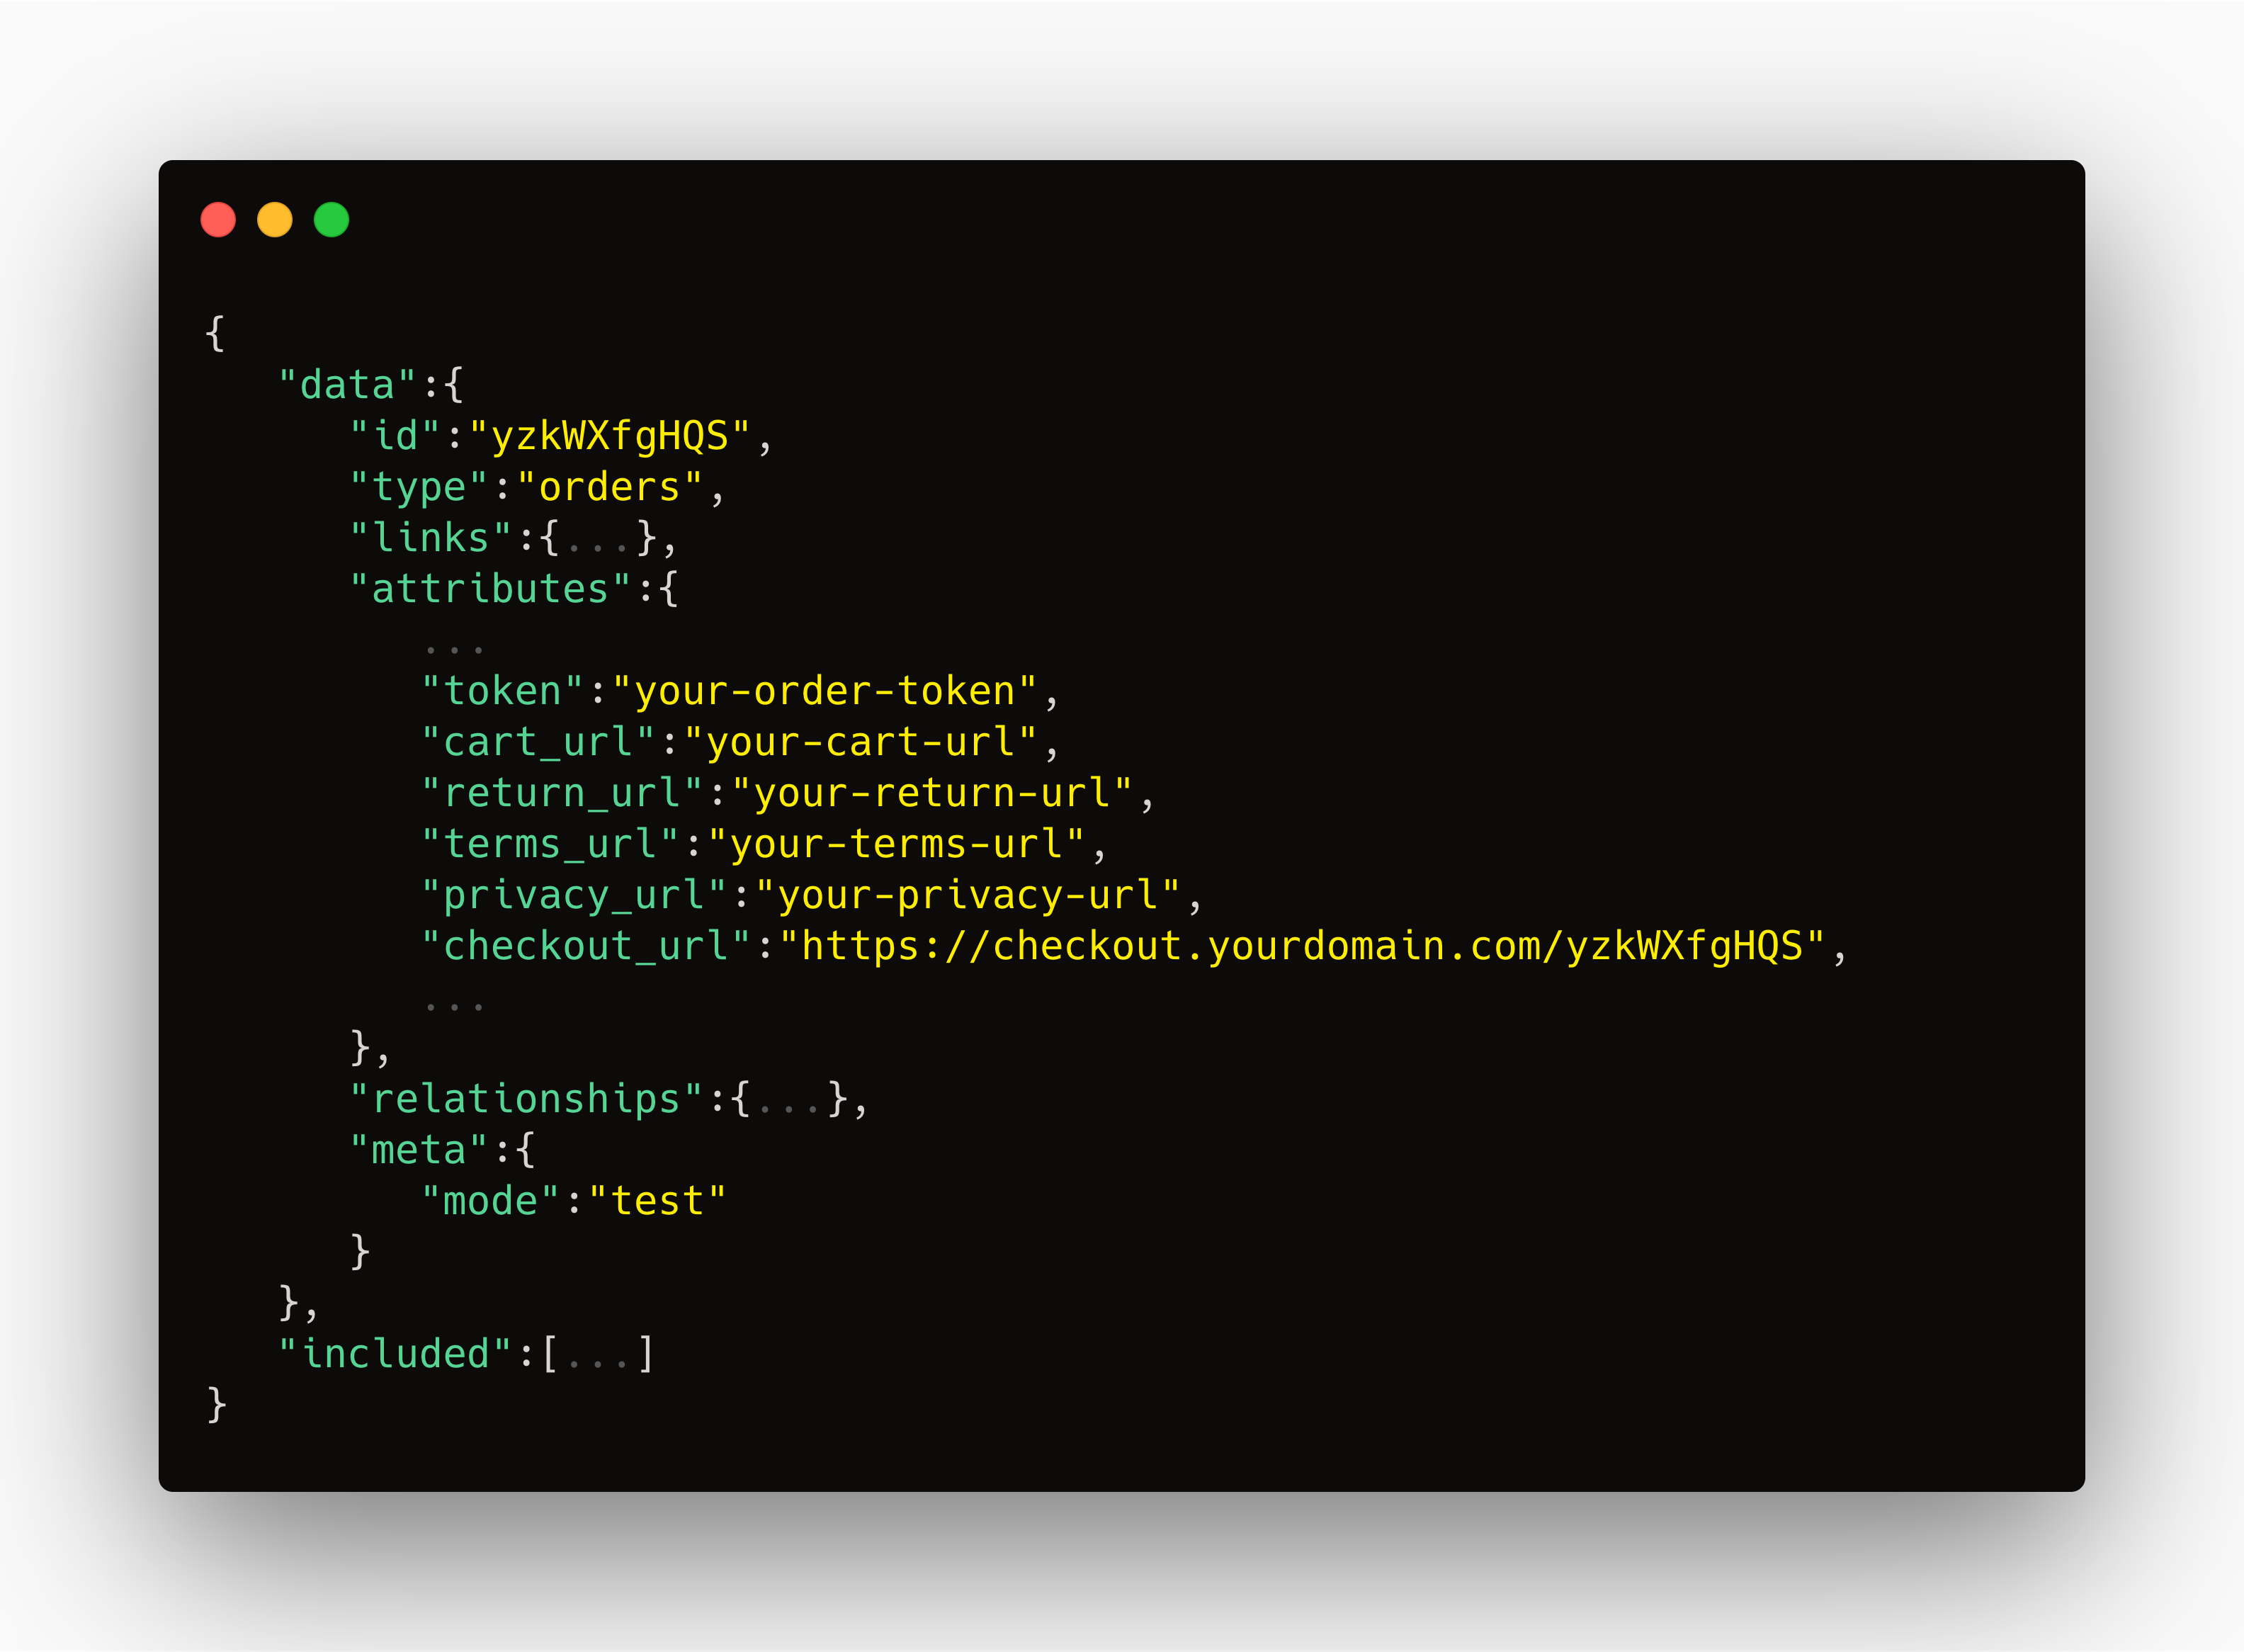 {
   "data":{
      "id":"yzkWXfgHQS",
      "type":"orders",
      "links":{...},
      "attributes":{
         ...
         "token":"your-order-token",
         "cart_url":"your-cart-url",
         "return_url":"your-return-url",
         "terms_url":"your-terms-url",
         "privacy_url":"your-privacy-url",
         "checkout_url":"https://checkout.yourdomain.com/yzkWXfgHQS",
         ...
      },
      "relationships":{...},
      "meta":{
         "mode":"test"
      }
   },
   "included":[...]
}